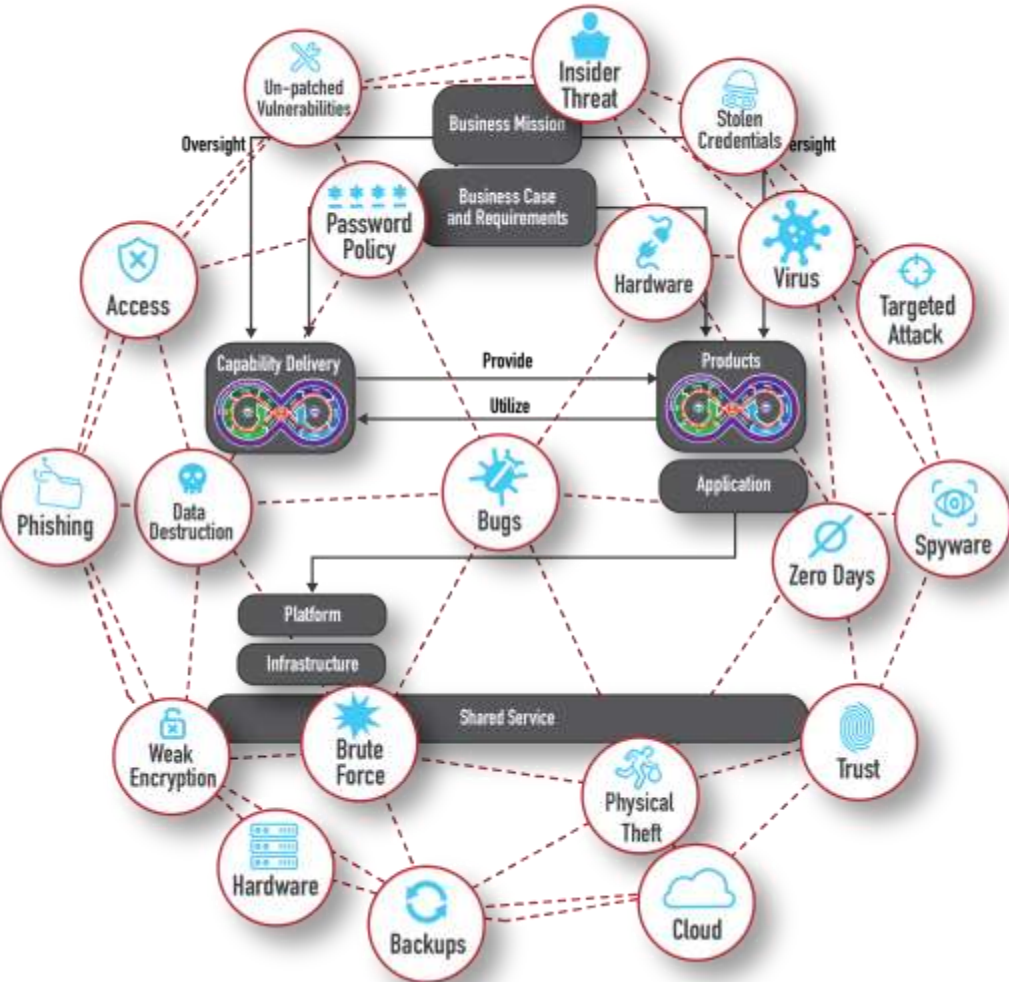 Un-patched
Vulnerabilities
Insider
Threat
Stolen
Credentials
Business Mission
Oversight
ersight
Password
Policy
Business Case
and Requirements
Hardware
Virus
Access
Targeted
Attack
Capability Delivery
Provide
Products
Utilize
Phishing
Data
Destruction
Bugs
Application
Zero Days
Spyware
Platform
Infrastructure
Shared Service
Weak
Encryption
Brute
Force
Physical
Theft
Trust
Hardware
Backups
Cloud